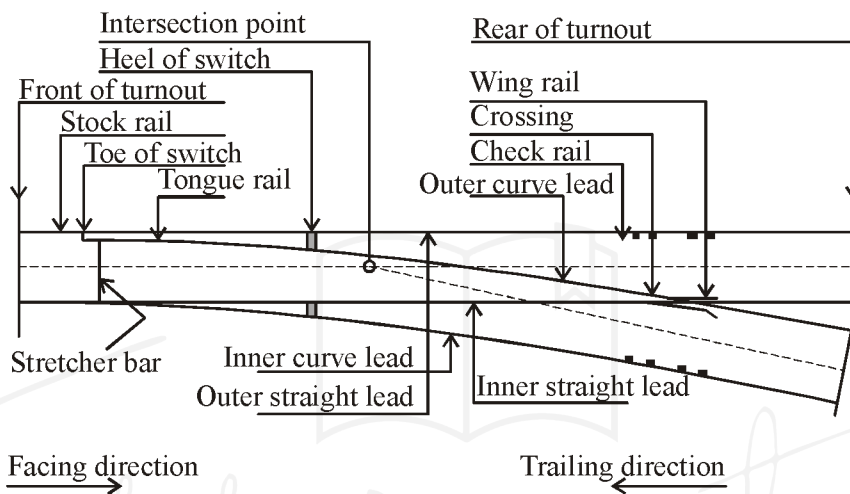 Intersection point
Rear of turnout
Heel of switch
Front of turnout
Wing rail
Stock rail
Crossing
Toe of switch
Check rail
Tongue rail
Outer curve lead
Stretcher bar
Inner curve lead
Outer straight lead
Inner straight lead
Facing direction
Trailing direction